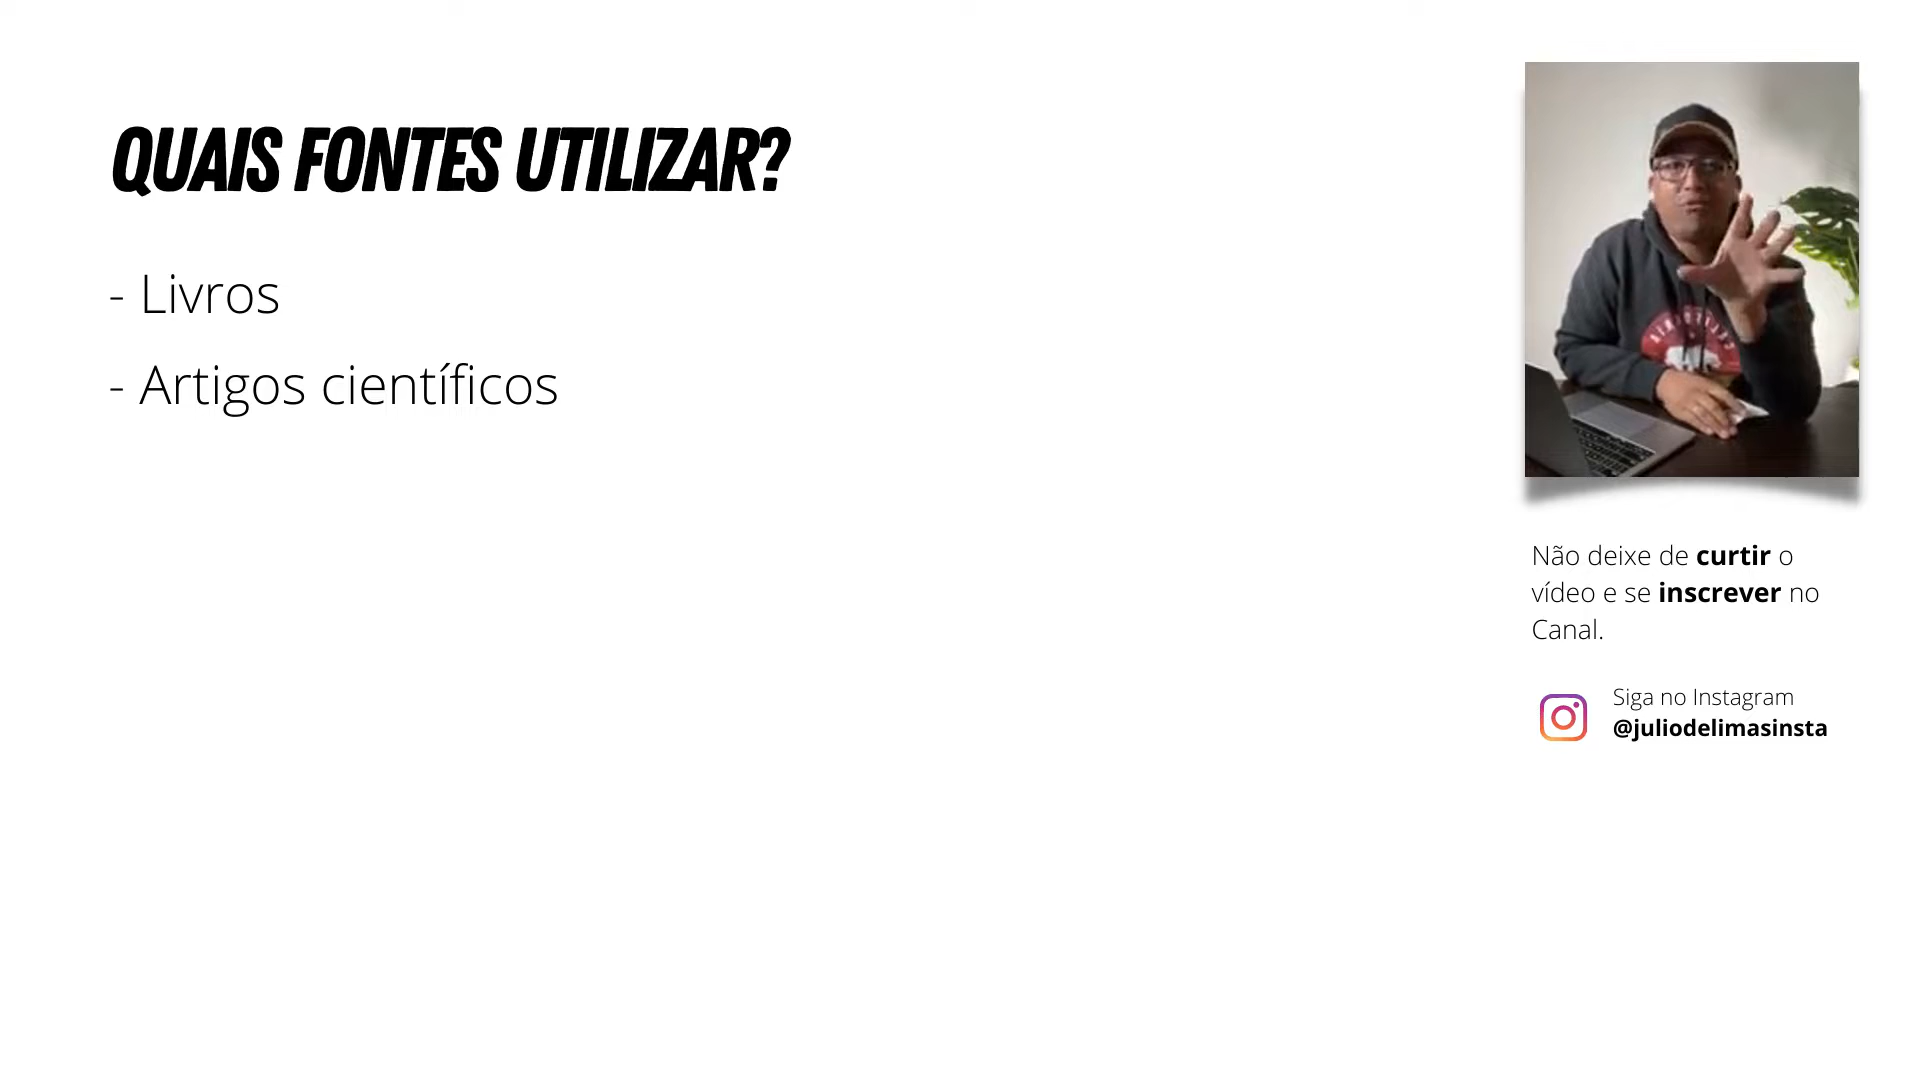 QUAIS FONTES UTILIZAR?
- Livros
- Artigos científicos
Não deixe de curtir o
vídeo e se inscrever no
Canal.
Siga no Instagram
@juliodelimasinsta